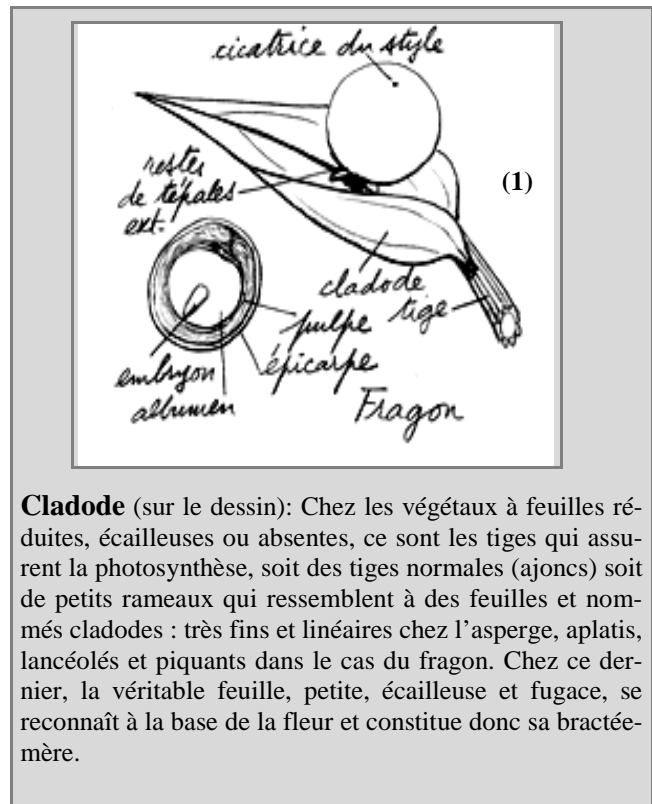 cicatrice du style
restes
de tépales
ext.
(1)
cladode
tige
pulpe
épicarpe
embryon
albumen
Fragon
Cladode (sur le dessin): Chez les végétaux à feuilles ré-
duites, écailleuses ou absentes, ce sont les tiges qui assu-
rent la photosynthèse, soit des tiges normales (ajoncs) soit
de petits rameaux qui ressemblent à des feuilles et nom-
més cladodes : très fins et linéaires chez l’asperge, aplatis,
lancéolés et piquants dans le cas du fragon. Chez ce der-
nier, la véritable feuille, petite, écailleuse et fugace, se
reconnaît à la base de la fleur et constitue donc sa bractée-
mère.